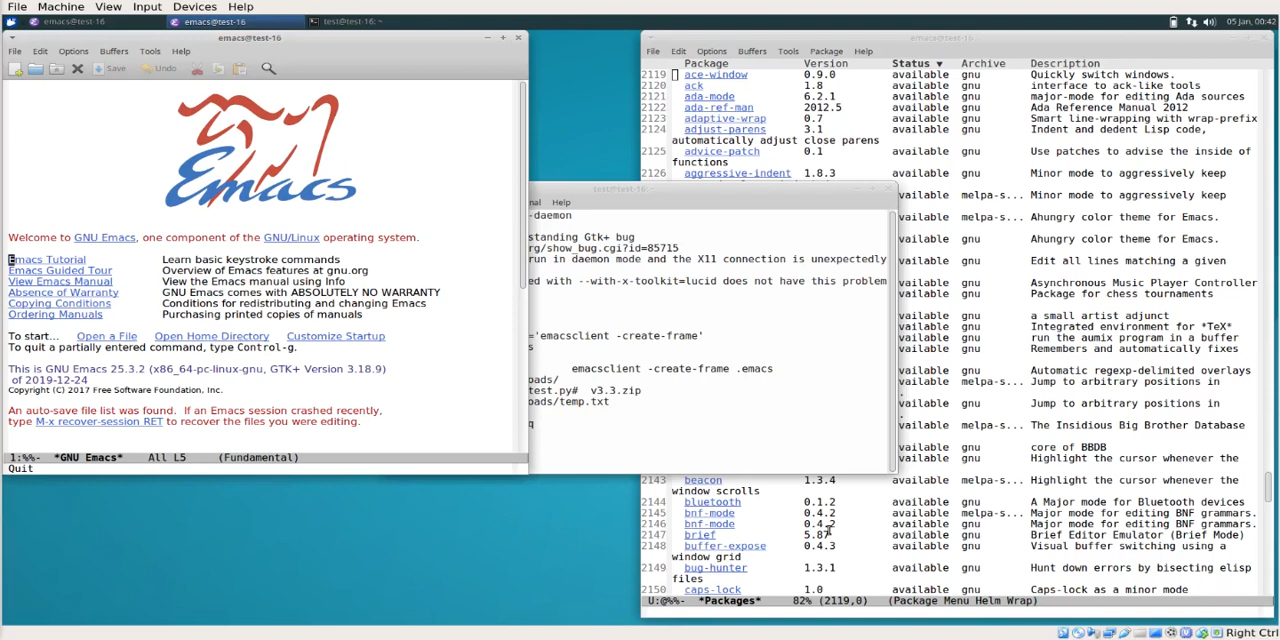 File Machine View Input Devices Help
emacs@test-16 emacs@test-16 test@test-16: ~ 05 Jan, 00:42
emacs@test-16
File Edit Options Buffers Tools Help
Save Undo
Emacs
Welcome to GNU Emacs, one component of the GNU/Linux operating system.
Emacs Tutorial Learn basic keystroke commands
Emacs Guided Tour Overview of Emacs features at gnu.org
View Emacs Manual View the Emacs manual using Info
Absence of Warranty GNU Emacs comes with ABSOLUTELY NO WARRANTY
Copying Conditions Conditions for redistributing and changing Emacs
Ordering Manuals Purchasing printed copies of manuals
To start... Open a File Open Home Directory Customize Startup
To quit a partially entered command, type Control-g.
This is GNU Emacs 25.3.2 (x86_64-pc-linux-gnu, GTK+ Version 3.18.9)
of 2019-12-24
Copyright (C) 2017 Free Software Foundation, Inc.
An auto-save file list was found. If an Emacs session crashed recently,
type M-x recover-session RET to recover the files you were editing.
1:%%- *GNU Emacs* All L5 (Fundamental)
Quit
test@test-16: ~
nal Help
-daemon
standing Gtk+ bug
rg/show_bug.cgi?id=85715
run in daemon mode and the X11 connection is unexpectedly
ed with --with-x-toolkit=lucid does not have this problem
='emacsclient -create-frame'
s
emacsclient -create-frame .emacs
oads/
test.py# v3.3.zip
oads/temp.txt
q
emacs@test-16
File Edit Options Buffers Tools Package Help
Package Version Status ▼ Archive Description
2119 ace-window 0.9.0 available gnu Quickly switch windows.
2120 ack 1.8 available gnu interface to ack-like tools
2121 ada-mode 6.2.1 available gnu major-mode for editing Ada sources
2122 ada-ref-man 2012.5 available gnu Ada Reference Manual 2012
2123 adaptive-wrap 0.7 available gnu Smart line-wrapping with wrap-prefix
2124 adjust-parens 3.1 available gnu Indent and dedent Lisp code,
automatically adjust close parens
2125 advice-patch 0.1 available gnu Use patches to advise the inside of
functions
2126 aggressive-indent 1.8.3 available gnu Minor mode to aggressively keep
available melpa-s... Minor mode to aggressively keep
available melpa-s... Ahungry color theme for Emacs.
available gnu Ahungry color theme for Emacs.
available gnu Edit all lines matching a given
available gnu Asynchronous Music Player Controller
available gnu Package for chess tournaments
available gnu a small artist adjunct
available gnu Integrated environment for *TeX*
available gnu run the aumix program in a buffer
available gnu Remembers and automatically fixes
available gnu Automatic regexp-delimited overlays
available melpa-s... Jump to arbitrary positions in
available gnu Jump to arbitrary positions in
available melpa-s... The Insidious Big Brother Database
available gnu core of BBDB
available gnu Highlight the cursor whenever the
2143 beacon 1.3.4 available melpa-s... Highlight the cursor whenever the
window scrolls
2144 bluetooth 0.1.2 available gnu A Major mode for Bluetooth devices
2145 bnf-mode 0.4.2 available melpa-s... Major mode for editing BNF grammars.
2146 bnf-mode 0.4.2 available gnu Major mode for editing BNF grammars.
2147 brief 5.87 available gnu Brief Editor Emulator (Brief Mode)
2148 buffer-expose 0.4.3 available gnu Visual buffer switching using a
window grid
2149 bug-hunter 1.3.1 available gnu Hunt down errors by bisecting elisp
files
2150 caps-lock 1.0 available gnu Caps-lock as a minor mode
U:@%%- *Packages* 82% (2119,0) (Package Menu Helm Wrap)
Right Ctrl